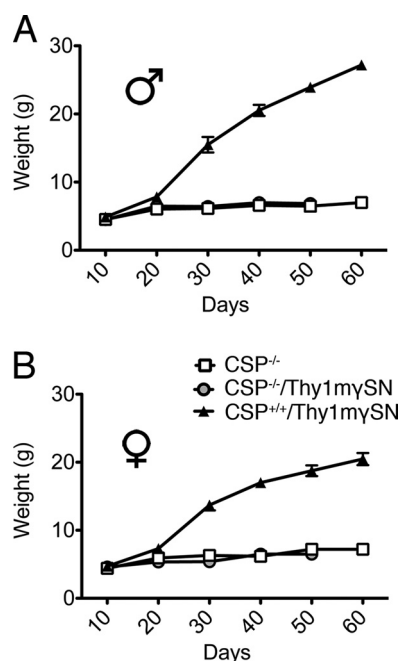 A
30
20
10
0
Weight (g)
10 20 30 40 50 60
Days
B
CSP-/-
CSP-/-/Thy1mγSN
CSP+/+/Thy1mγSN
30
20
10
0
Weight (g)
10 20 30 40 50 60
Days